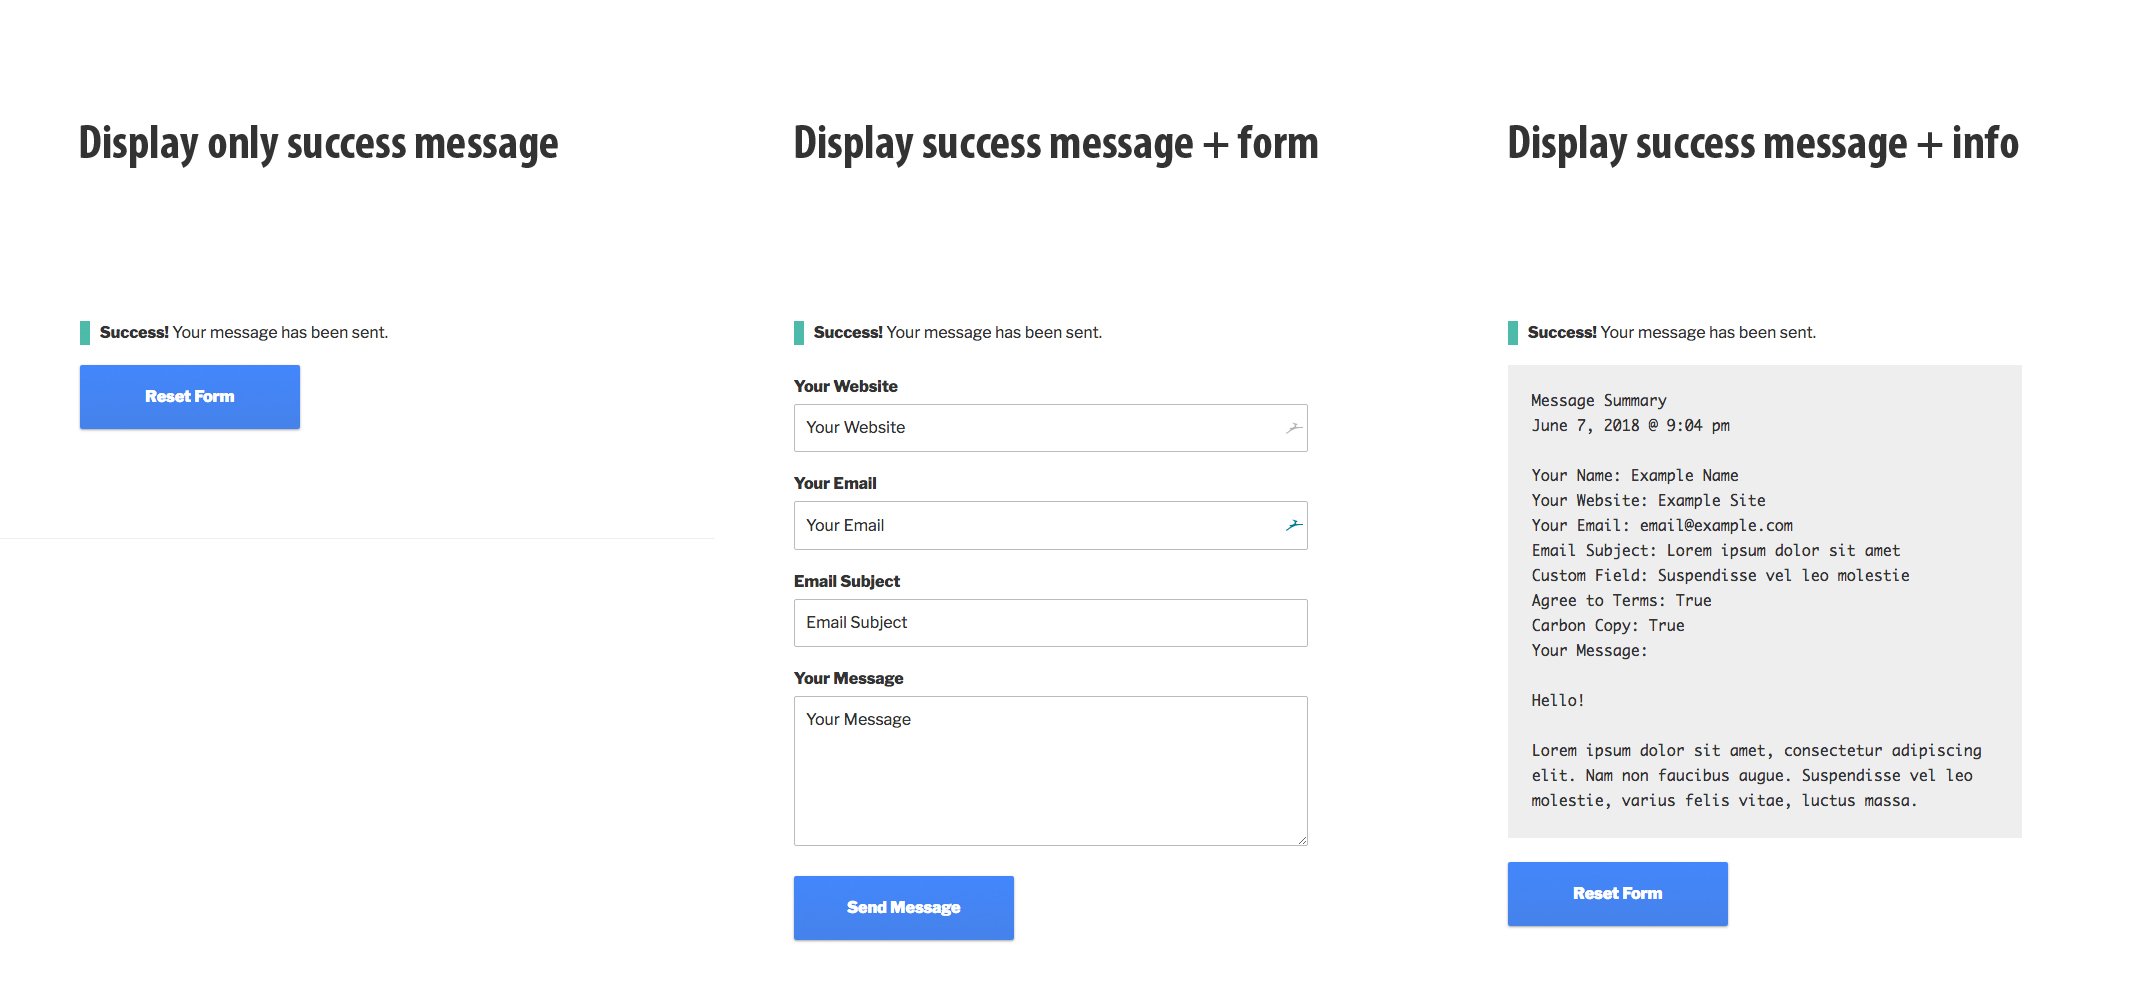 Display only success message
Success! Your message has been sent.
Reset Form
Display success message + form
Success! Your message has been sent.
Your Website
Your Website
Your Email
Your Email
Email Subject
Email Subject
Your Message
Your Message
Send Message
Display success message + info
Success! Your message has been sent.
Message Summary
June 7, 2018 @ 9:04 pm
Your Name: Example Name
Your Website: Example Site
Your Email: email@example.com
Email Subject: Lorem ipsum dolor sit amet
Custom Field: Suspendisse vel leo molestie
Agree to Terms: True
Carbon Copy: True
Your Message:
Hello!
Lorem ipsum dolor sit amet, consectetur adipiscing
elit. Nam non faucibus augue. Suspendisse vel leo
molestie, varius felis vitae, luctus massa.
Reset Form